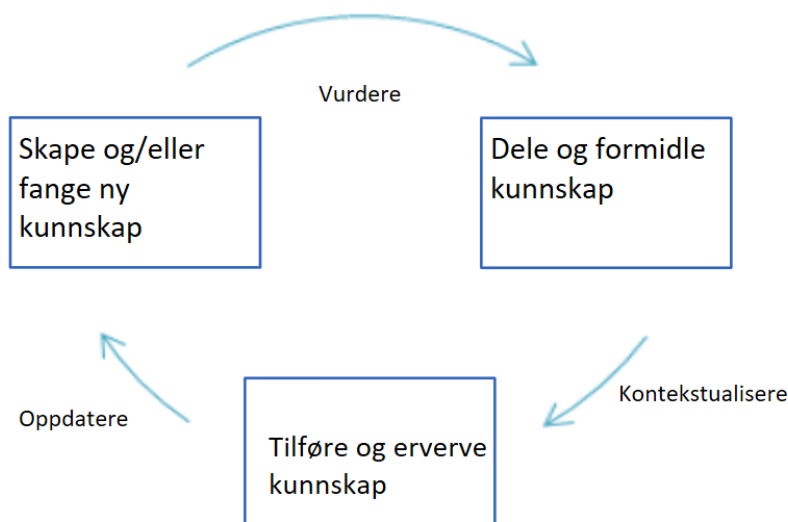 Vurdere
Skape og/eller
fange ny
kunnskap
Dele og formidle
kunnskap
Kontekstualisere
Oppdatere
Tilføre og erverve
kunnskap